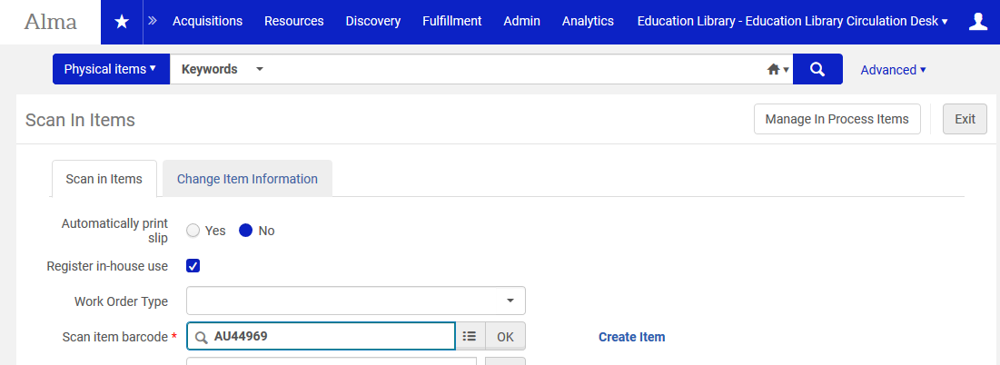 Alma Acquisitions Resources Discovery Fulfillment Admin Analytics Education Library - Education Library Circulation Desk
Physical items Keywords Advanced
Scan In Items Manage In Process Items Exit
Scan in Items Change Item Information
Automatically print slip Yes No
Register in-house use
Work Order Type
Scan item barcode * AU44969 OK Create Item